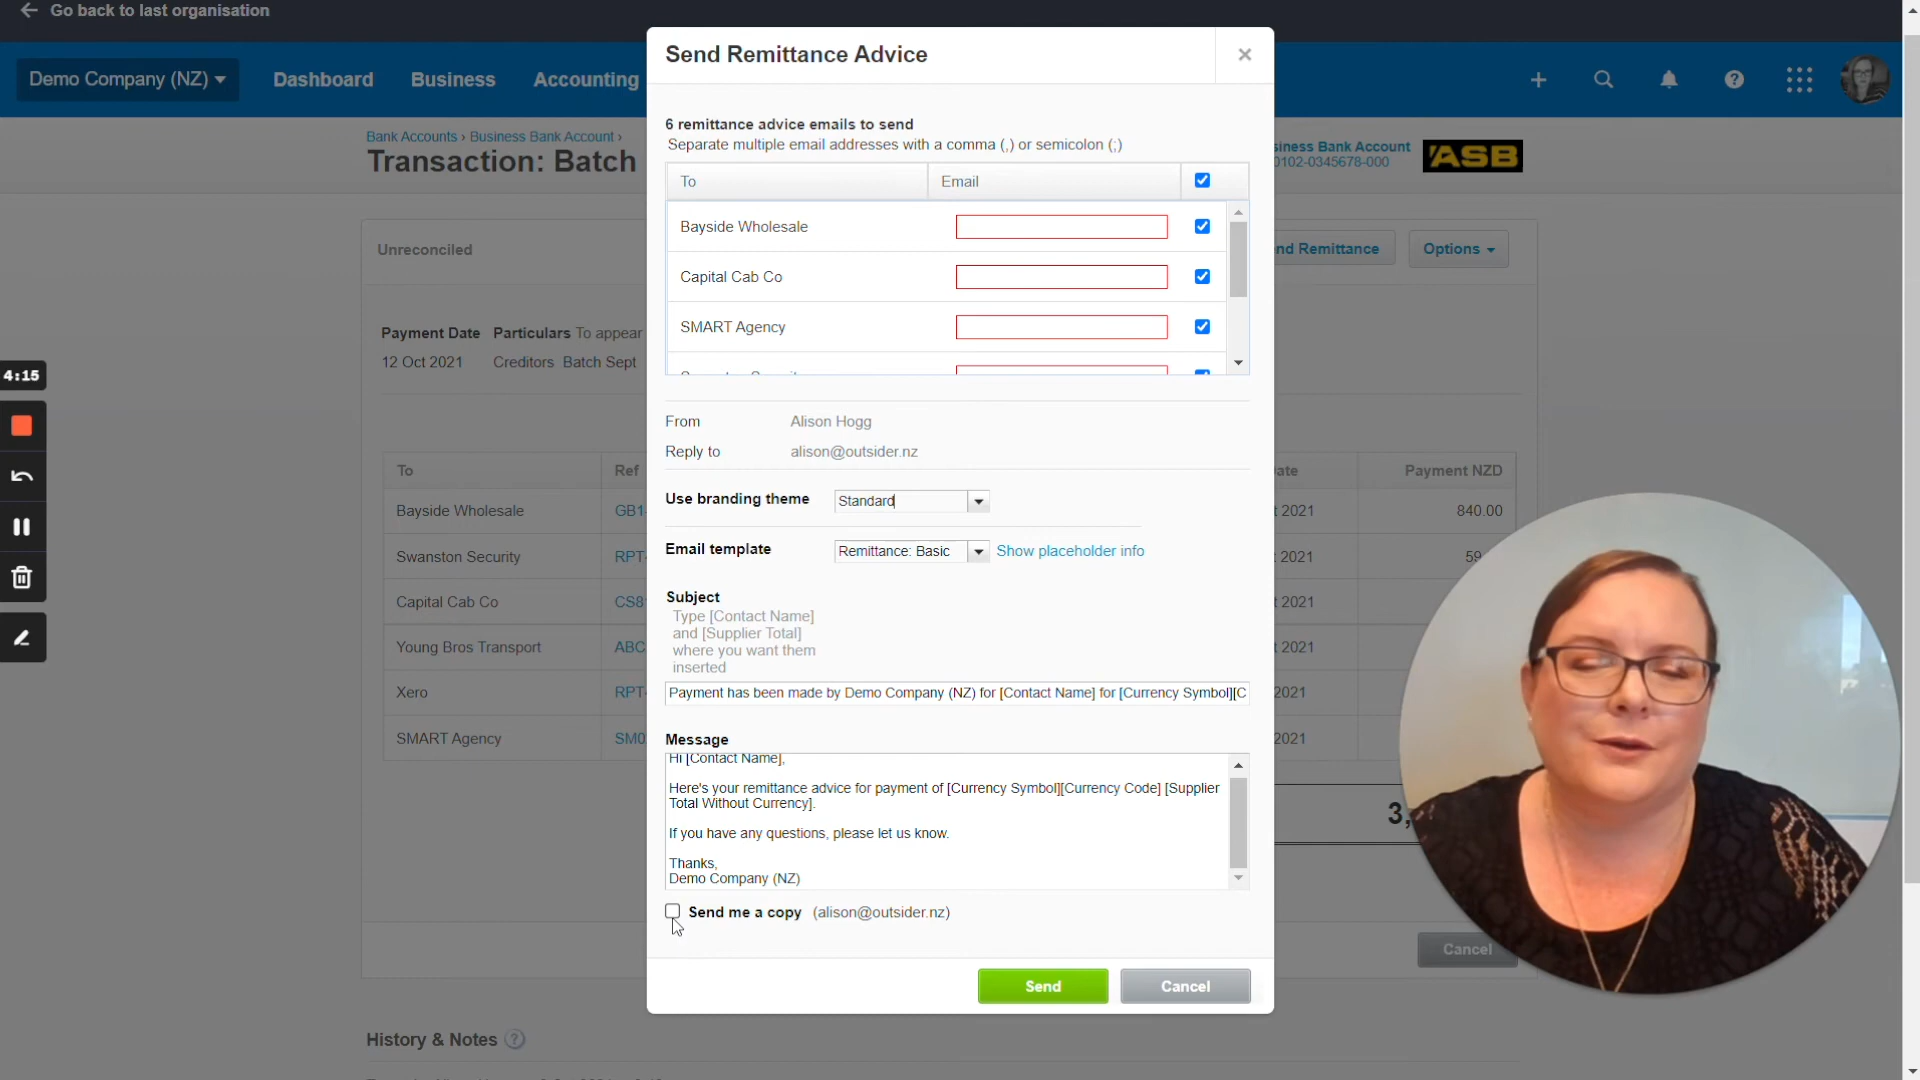 Go back to last organisation
Demo Company (NZ) Dashboard Business Accounting
Bank Accounts › Business Bank Account ›
Transaction: Batch
siness Bank Account
0102-0345678-000
ASB
Unreconciled
nd Remittance Options
Payment Date Particulars To appear
12 Oct 2021 Creditors Batch Sept
4:15
To Ref ate Payment NZD
Bayside Wholesale GB1- t 2021 840.00
Swanston Security RPT- t 2021 59
Capital Cab Co CS8 t 2021
Young Bros Transport ABC t 2021
Xero RPT- 2021
SMART Agency SM0 2021
3,
Cancel
History & Notes ?
Send Remittance Advice ×
6 remittance advice emails to send
Separate multiple email addresses with a comma (,) or semicolon (;)
To Email
Bayside Wholesale
Capital Cab Co
SMART Agency
From Alison Hogg
Reply to alison@outsider.nz
Use branding theme Standard
Email template Remittance: Basic Show placeholder info
Subject
Type [Contact Name]
and [Supplier Total]
where you want them
inserted
Payment has been made by Demo Company (NZ) for [Contact Name] for [Currency Symbol][C
Message
Hi [Contact Name],
Here's your remittance advice for payment of [Currency Symbol][Currency Code] [Supplier
Total Without Currency].
If you have any questions, please let us know.
Thanks,
Demo Company (NZ)
Send me a copy (alison@outsider.nz)
Send Cancel